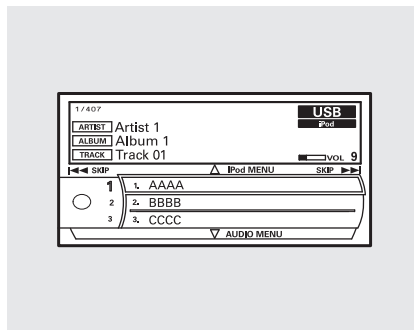 1/407
USB
iPod
ARTIST Artist 1
ALBUM Album 1
TRACK Track 01
VOL 9
SKIP iPod MENU SKIP
1 1. AAAA
2 2. BBBB
3 3. CCCC
AUDIO MENU